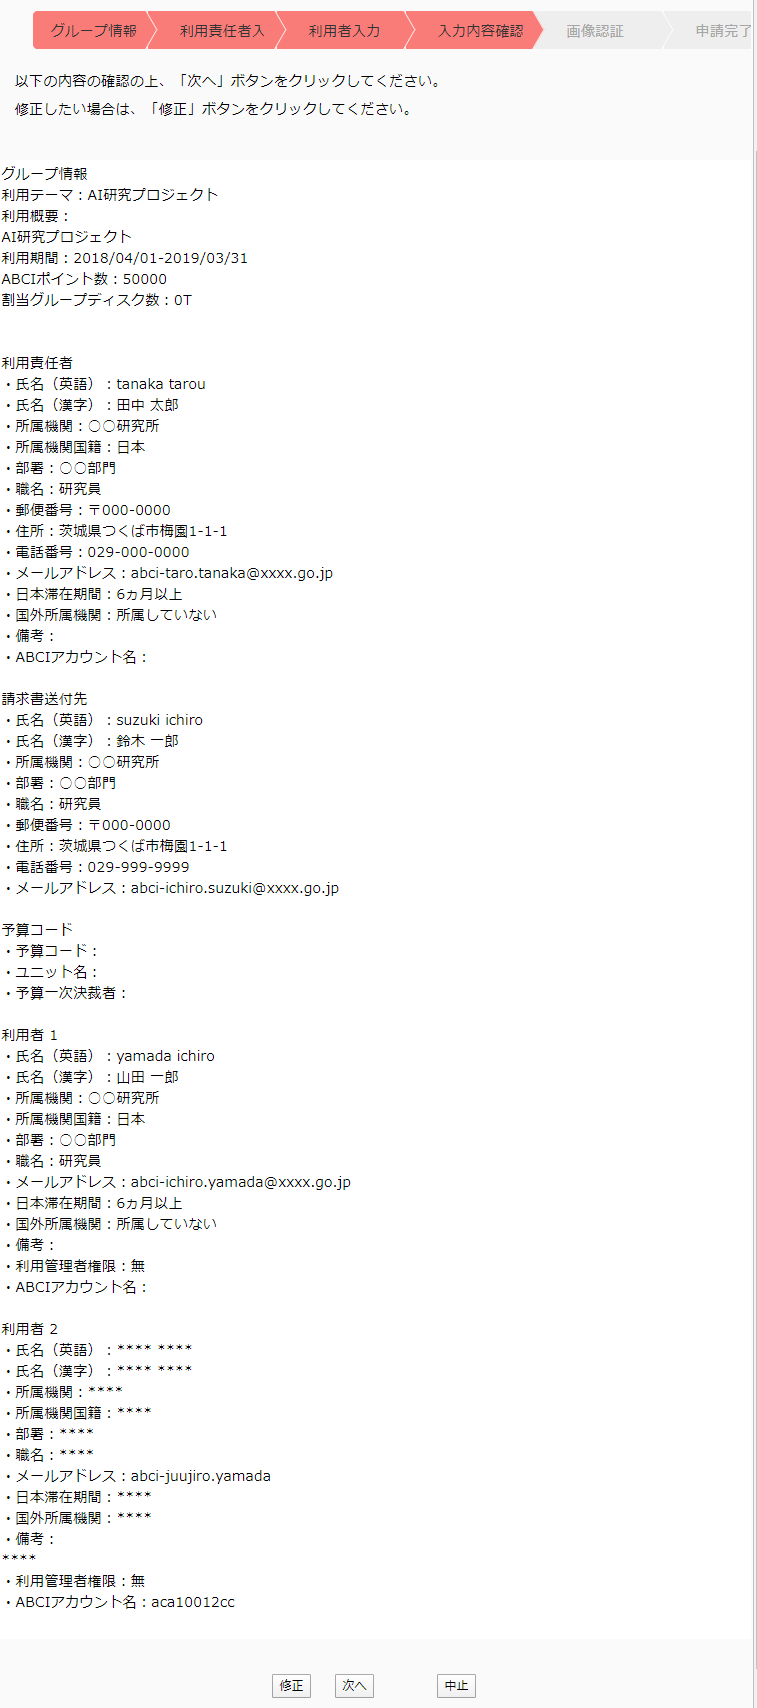 グループ情報
利用責任者入
利用者入力
入力内容確認
画像認証
申請完了
以下の内容の確認の上、「次へ」ボタンをクリックしてください。
修正したい場合は、「修正」ボタンをクリックしてください。
グループ情報
利用テーマ：AI研究プロジェクト
利用概要：
AI研究プロジェクト
利用期間：2018/04/01-2019/03/31
ABCIポイント数：50000
割当グループディスク数：0T
利用責任者
・氏名（英語）：tanaka tarou
・氏名（漢字）：田中 太郎
・所属機関：○○研究所
・所属機関国籍：日本
・部署：○○部門
・職名：研究員
・郵便番号：〒000-0000
・住所：茨城県つくば市梅園1-1-1
・電話番号：029-000-0000
・メールアドレス：abci-taro.tanaka@xxxx.go.jp
・日本滞在期間：6ヵ月以上
・国外所属機関：所属していない
・備考：
・ABCIアカウント名：
請求書送付先
・氏名（英語）：suzuki ichiro
・氏名（漢字）：鈴木 一郎
・所属機関：○○研究所
・部署：○○部門
・職名：研究員
・郵便番号：〒000-0000
・住所：茨城県つくば市梅園1-1-1
・電話番号：029-999-9999
・メールアドレス：abci-ichiro.suzuki@xxxx.go.jp
予算コード
・予算コード：
・ユニット名：
・予算一次決裁者：
利用者 1
・氏名（英語）：yamada ichiro
・氏名（漢字）：山田 一郎
・所属機関：○○研究所
・所属機関国籍：日本
・部署：○○部門
・職名：研究員
・メールアドレス：abci-ichiro.yamada@xxxx.go.jp
・日本滞在期間：6ヵ月以上
・国外所属機関：所属していない
・備考：
・利用管理者権限：無
・ABCIアカウント名：
利用者 2
・氏名（英語）：**** ****
・氏名（漢字）：**** ****
・所属機関：****
・所属機関国籍：****
・部署：****
・職名：****
・メールアドレス：abci-juujiro.yamada
・日本滞在期間：****
・国外所属機関：****
・備考：
****
・利用管理者権限：無
・ABCIアカウント名：aca10012cc
修正
次へ
中止